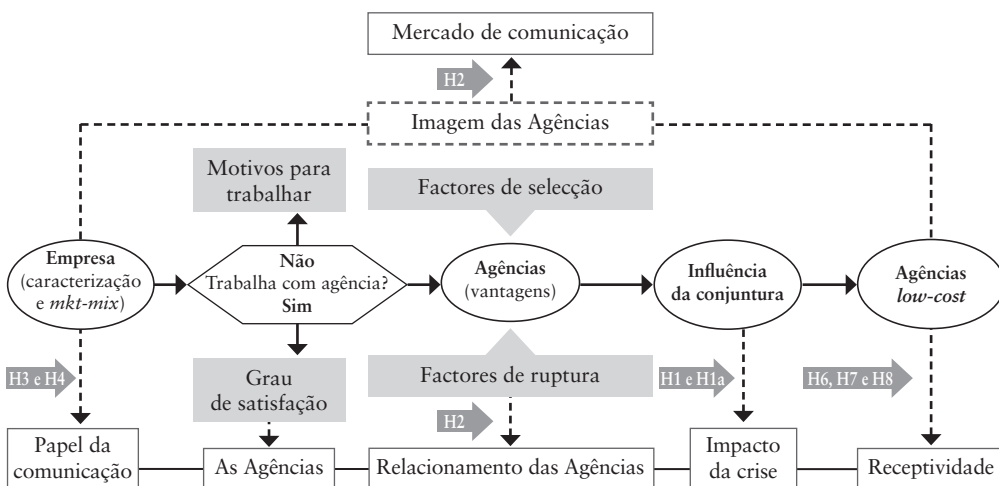 Mercado de comunicação
H2
Imagem das Agências
Motivos para
trabalhar
Factores de selecção
Empresa
(caracterização
e mkt-mix)
Não
Trabalha com agência?
Sim
Agências
(vantagens)
Influência
da conjuntura
Agências
low-cost
H3 e H4
Grau
de satisfação
Factores de ruptura
H2
H1 e H1a
H6, H7 e H8
Papel da
comunicação
As Agências
Relacionamento das Agências
Impacto
da crise
Receptividade